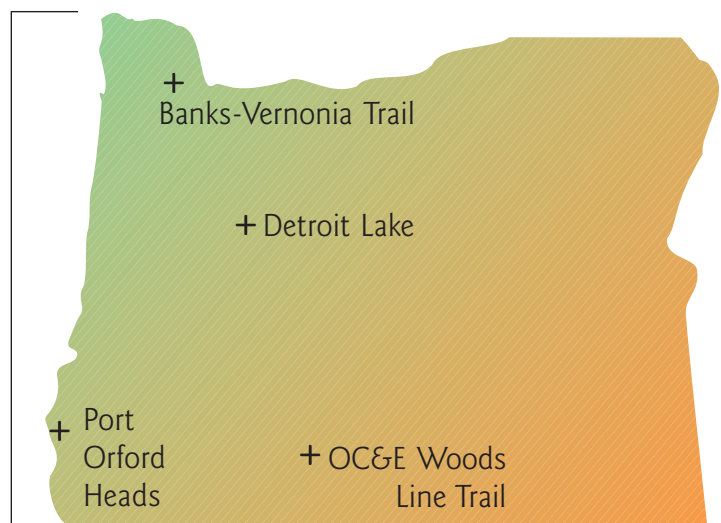 Banks-Vernonia Trail
Detroit Lake
Port
Orford
Heads
OC&E Woods
Line Trail